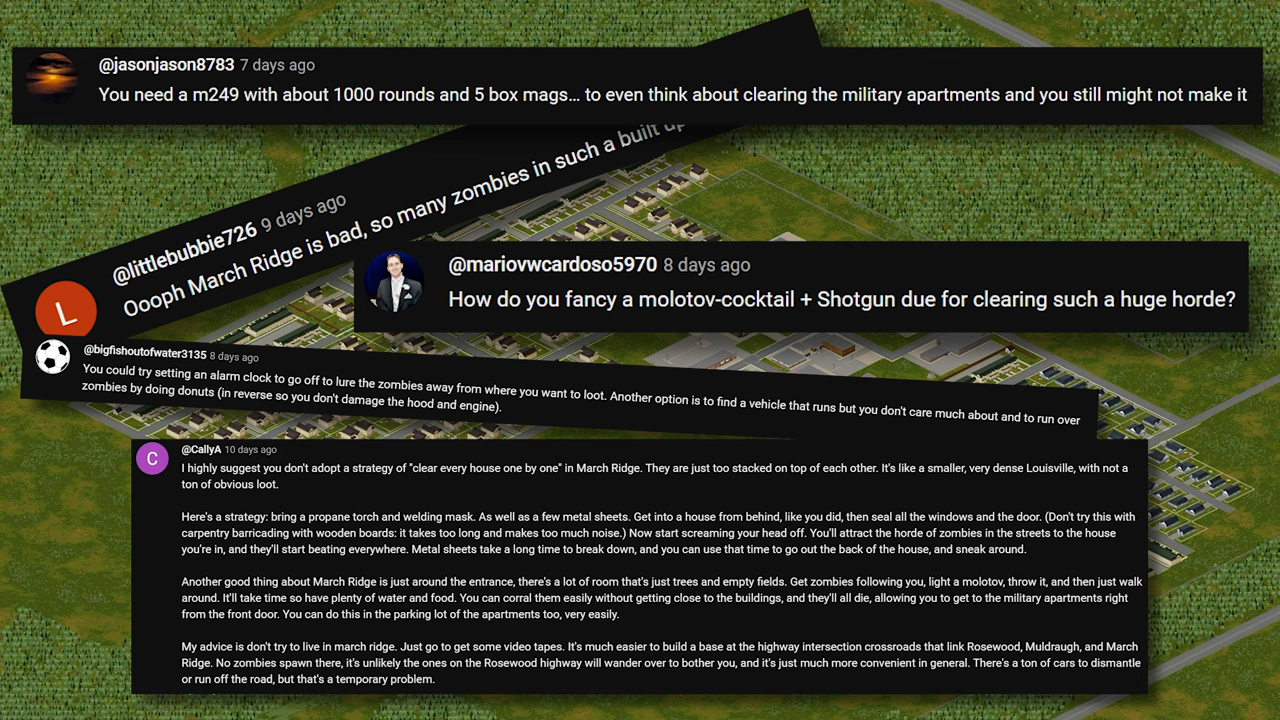 @jasonjason8783 7 days ago
You need a m249 with about 1000 rounds and 5 box mags... to even think about clearing the military apartments and you still might not make it
@littlebubbie726 9 days ago
Oooph March Ridge is bad, so many zombies in such a built
L
@mariovwcardoso5970 8 days ago
How do you fancy a molotov-cocktail + Shotgun due for clearing such a huge horde?
@bigfishoutofwater3135 8 days ago
You could try setting an alarm clock to go off to lure the zombies away from where you want to loot. Another option is to find a vehicle that runs but you don't care much about and to run over
zombies by doing donuts (in reverse so you don't damage the hood and engine).
C
@CallyA 10 days ago
I highly suggest you don't adopt a strategy of "clear every house one by one" in March Ridge. They are just too stacked on top of each other. It's like a smaller, very dense Louisville, with not a
ton of obvious loot.
Here's a strategy: bring a propane torch and welding mask. As well as a few metal sheets. Get into a house from behind, like you did, then seal all the windows and the door. (Don't try this with
carpentry barricading with wooden boards: it takes too long and makes too much noise.) Now start screaming your head off. You'll attract the horde of zombies in the streets to the house
you're in, and they'll start beating everywhere. Metal sheets take a long time to break down, and you can use that time to go out the back of the house, and sneak around.
Another good thing about March Ridge is just around the entrance, there's a lot of room that's just trees and empty fields. Get zombies following you, light a molotov, throw it, and then just walk
around. It'll take time so have plenty of water and food. You can corral them easily without getting close to the buildings, and they'll all die, allowing you to get to the military apartments right
from the front door. You can do this in the parking lot of the apartments too, very easily.
My advice is don't try to live in march ridge. Just go to get some video tapes. It's much easier to build a base at the highway intersection crossroads that link Rosewood, Muldraugh, and March
Ridge. No zombies spawn there, it's unlikely the ones on the Rosewood highway will wander over to bother you, and it's just much more convenient in general. There's a ton of cars to dismantle
or run off the road, but that's a temporary problem.